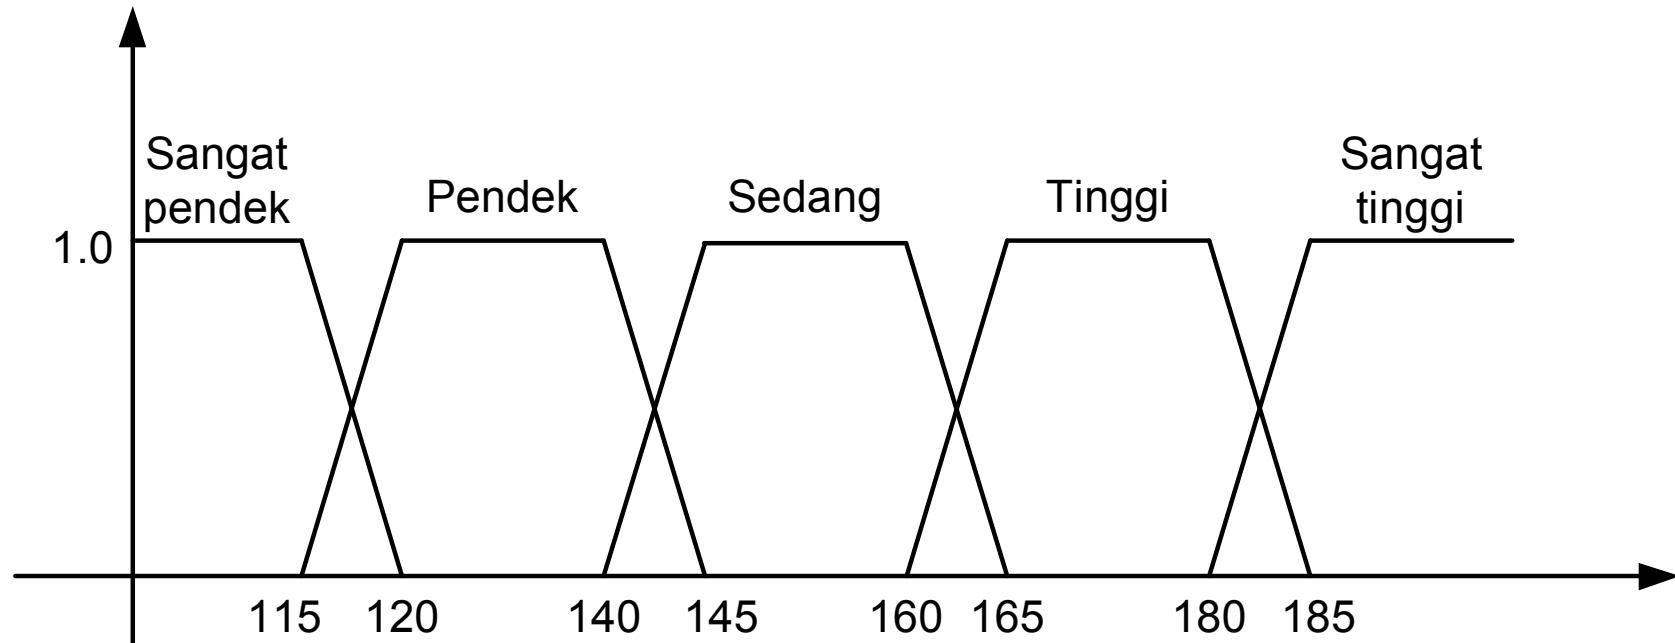 Sangat
pendek
Pendek
Sedang
Tinggi
Sangat
tinggi
1.0
115 120 140 145 160 165 180 185